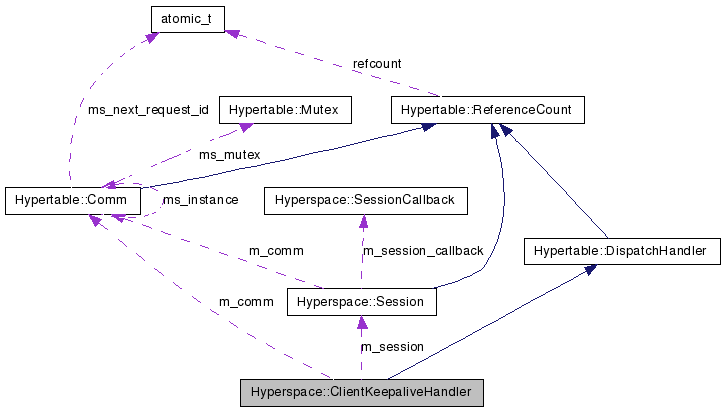 atomic_t
refcount
ms_next_request_id
Hypertable::Mutex
Hypertable::ReferenceCount
ms_mutex
Hypertable::Comm
ms_instance
Hyperspace::SessionCallback
m_comm
m_session_callback
Hypertable::DispatchHandler
m_comm
Hyperspace::Session
m_session
Hyperspace::ClientKeepaliveHandler